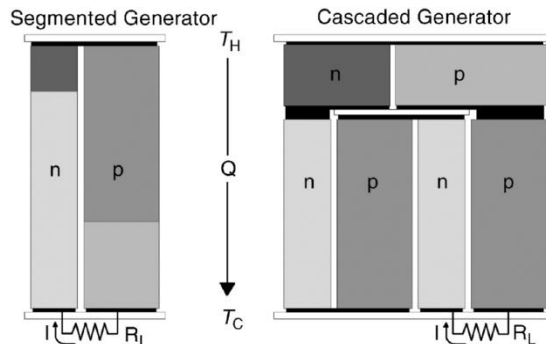 Segmented Generator
Cascaded Generator
T_H
n
p
n
p
Q
n
p
n
p
T_C
I
R_L
I
R_L